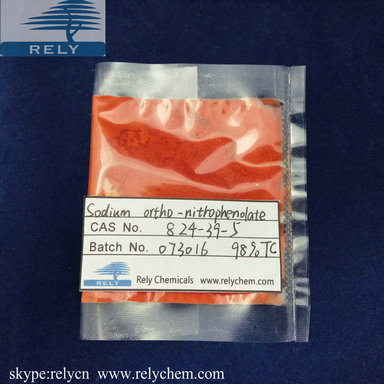 RELY
Sodium ortho-nitrophenolate
CAS No. 824-39-5
Batch No. 073016 98%TC
RELY
Rely Chemicals www.relychem.com
skype:relycn www.relychem.com